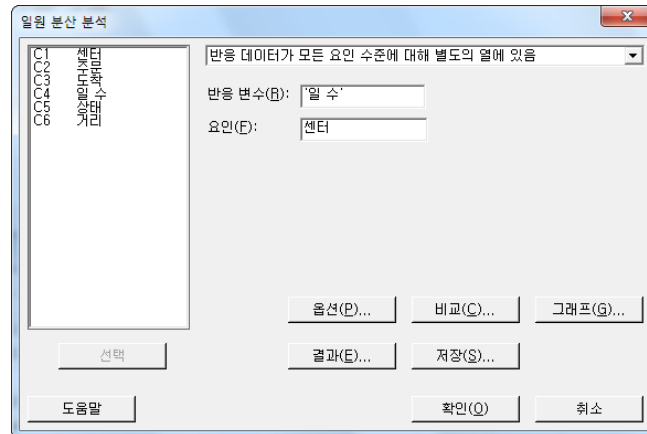 일원 분산 분석
C1 센터
C2 주문
C3 도착
C4 일 수
C5 상태
C6 거리
반응 데이터가 모든 요인 수준에 대해 별도의 열에 있음
반응 변수(R): '일 수'
요인(F): 센터
옵션(P)... 비교(C)... 그래프(G)...
선택 결과(E)... 저장(S)...
도움말 확인(O) 취소